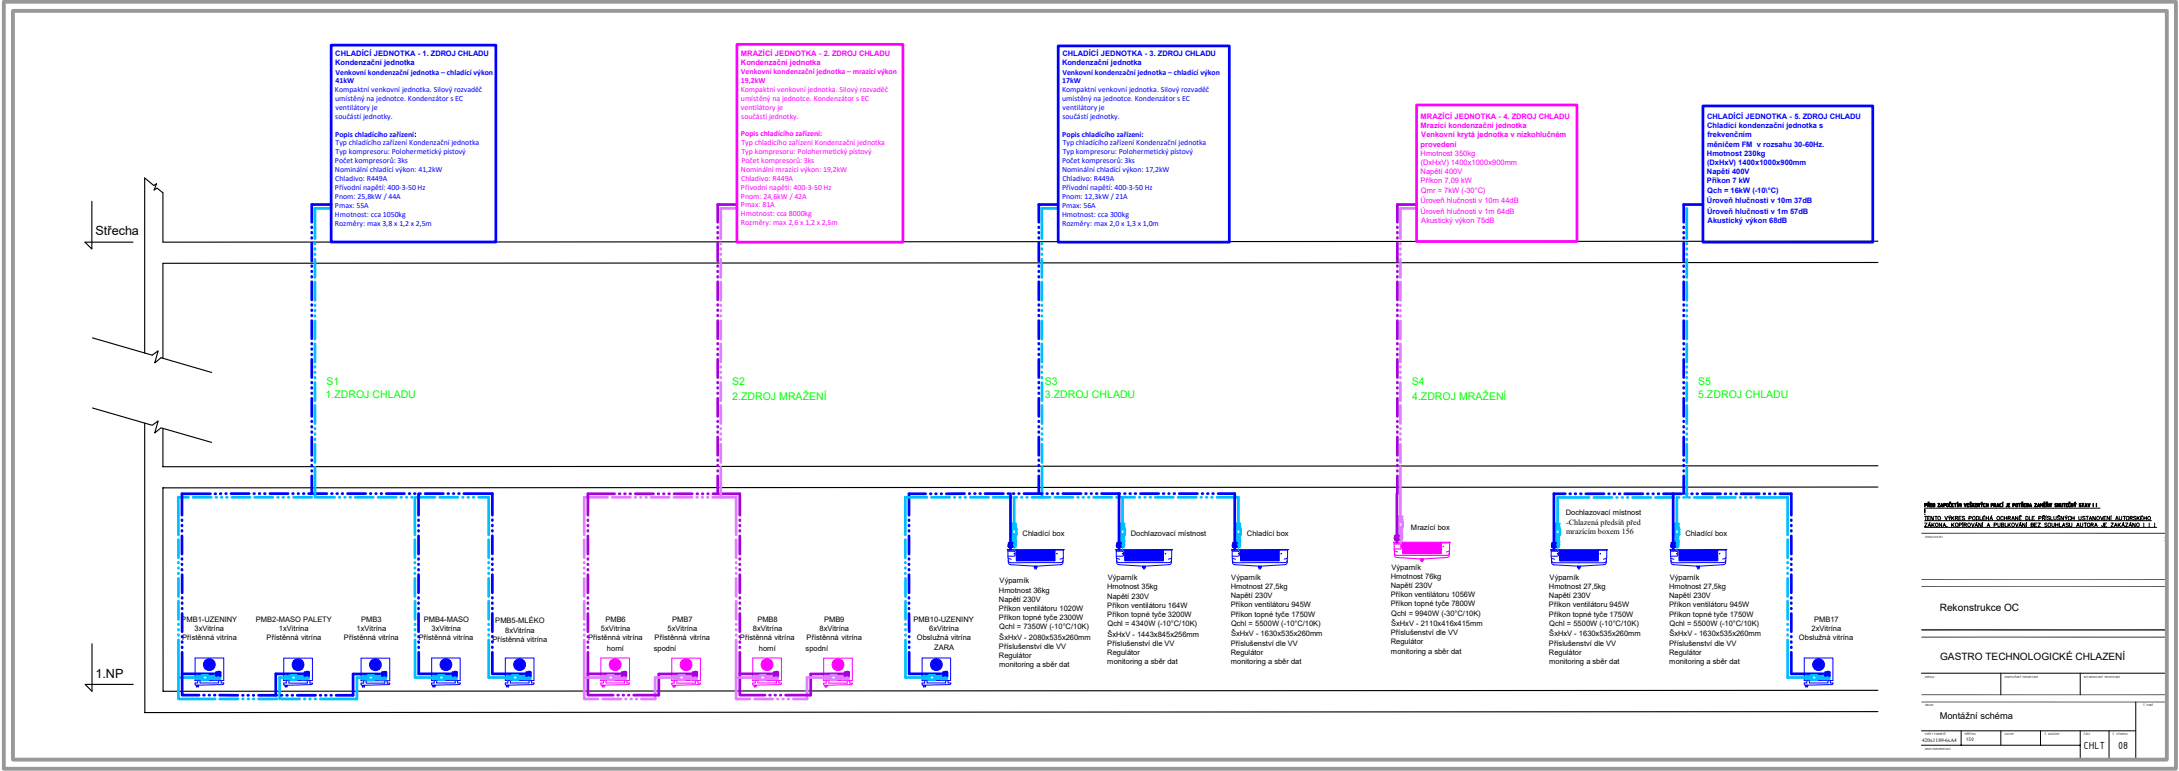 CHLADÍCÍ JEDNOTKA - 1. ZDROJ CHLADU
Kondenzační jednotka
Venkovní kondenzační jednotka – chladící výkon
41kW
Kompaktní venkovní jednotka. Silový rozvaděč
umístěný na jednotce. Kondenzátor s EC
ventilátory je
součástí jednotky.
Popis chladícího zařízení:
Typ chladícího zařízení Kondenzační jednotka
Typ kompresoru: Polohermetický pístový
Počet kompresorů: 3ks
Nominální chladící výkon: 41,2kW
Chladivo: R449A
Přívodní napětí: 400-3-50 Hz
Pnom: 25,8kW / 44A
Pmax: 55A
Hmotnost: cca 1050kg
Rozměry: max 3,8 x 1,2 x 2,5m
MRAZÍCÍ JEDNOTKA - 2. ZDROJ CHLADU
Kondenzační jednotka
Venkovní kondenzační jednotka – mrazící výkon
19,2kW
Kompaktní venkovní jednotka. Silový rozvaděč
umístěný na jednotce. Kondenzátor s EC
ventilátory je
součástí jednotky.
Popis chladícího zařízení:
Typ chladícího zařízení Kondenzační jednotka
Typ kompresoru: Polohermetický pístový
Počet kompresorů: 3ks
Nominální mrazící výkon: 19,2kW
Chladivo: R449A
Přívodní napětí: 400-3-50 Hz
Pnom: 24,6kW / 42A
Pmax: 81A
Hmotnost: cca 8000kg
Rozměry: max 2,6 x 1,2 x 2,5m
CHLADÍCÍ JEDNOTKA - 3. ZDROJ CHLADU
Kondenzační jednotka
Venkovní kondenzační jednotka – chladící výkon
17kW
Kompaktní venkovní jednotka. Silový rozvaděč
umístěný na jednotce. Kondenzátor s EC
ventilátory je
součástí jednotky.
Popis chladícího zařízení:
Typ chladícího zařízení Kondenzační jednotka
Typ kompresoru: Polohermetický pístový
Počet kompresorů: 3ks
Nominální chladící výkon: 17,2kW
Chladivo: R449A
Přívodní napětí: 400-3-50 Hz
Pnom: 12,3kW / 21A
Pmax: 56A
Hmotnost: cca 300kg
Rozměry: max 2,0 x 1,3 x 1,0m
MRAZÍCÍ JEDNOTKA - 4. ZDROJ CHLADU
Mrazící kondenzační jednotka
Venkovní krytá jednotka v nízkohlučném
provedení
Hmotnost 350kg
(DxHxV) 1400x1000x900mm
Napětí 400V
Příkon 7,09 kW
Qmr = 7kW (-30°C)
Úroveň hlučnosti v 10m 44dB
Úroveň hlučnosti v 1m 64dB
Akustický výkon 75dB
CHLADÍCÍ JEDNOTKA - 5. ZDROJ CHLADU
Chladící kondenzační jednotka s
frekvenčním
měničem FM v rozsahu 30-60Hz.
Hmotnost 230kg
(DxHxV) 1400x1000x900mm
Napětí 400V
Příkon 7 kW
Qch = 16kW (-10\°C)
Úroveň hlučnosti v 10m 37dB
Úroveň hlučnosti v 1m 57dB
Akustický výkon 68dB
Střecha
S1
1.ZDROJ CHLADU
S2
2.ZDROJ MRAŽENÍ
S3
3.ZDROJ CHLADU
S4
4.ZDROJ MRAŽENÍ
S5
5.ZDROJ CHLADU
1.NP
PMB1-UZENINY
3xVitrína
Přístěnná vitrína
PMB2-MASO PALETY
1xVitrína
Přístěnná vitrína
PMB3
1xVitrína
Přístěnná vitrína
PMB4-MASO
3xVitrína
Přístěnná vitrína
PMB5-MLÉKO
8xVitrína
Přístěnná vitrína
PMB6
5xVitrína
Přístěnná vitrína
horní
PMB7
5xVitrína
Přístěnná vitrína
spodní
PMB8
8xVitrína
Přístěnná vitrína
horní
PMB9
8xVitrína
Přístěnná vitrína
spodní
PMB10-UZENINY
6xVitrína
Obslužná vitrína
ZARA
Chladící box
Výparník
Hmotnost 36kg
Napětí 230V
Příkon ventilátoru 1020W
Příkon topné tyče 2300W
Qchl = 7350W (-10°C/10K)
ŠxHxV - 2080x535x260mm
Příslušenství dle VV
Regulátor
monitoring a sběr dat
Dochlazovací místnost
Výparník
Hmotnost 35kg
Napětí 230V
Příkon ventilátoru 164W
Příkon topné tyče 3200W
Qchl = 4340W (-10°C/10K)
ŠxHxV - 1443x845x256mm
Příslušenství dle VV
Regulátor
monitoring a sběr dat
Chladící box
Výparník
Hmotnost 27,5kg
Napětí 230V
Příkon ventilátoru 945W
Příkon topné tyče 1750W
Qchl = 5500W (-10°C/10K)
ŠxHxV - 1630x535x260mm
Příslušenství dle VV
Regulátor
monitoring a sběr dat
Mrazící box
Výparník
Hmotnost 76kg
Napětí 230V
Příkon ventilátoru 1056W
Příkon topné tyče 7800W
Qchl = 9940W (-30°C/10K)
ŠxHxV - 2110x416x415mm
Příslušenství dle VV
Regulátor
monitoring a sběr dat
Dochlazovací místnost
-Chlazená předsíň před
mrazícím boxem 156
Výparník
Hmotnost 27,5kg
Napětí 230V
Příkon ventilátoru 945W
Příkon topné tyče 1750W
Qchl = 5500W (-10°C/10K)
ŠxHxV - 1630x535x260mm
Příslušenství dle VV
Regulátor
monitoring a sběr dat
Chladící box
Výparník
Hmotnost 27,5kg
Napětí 230V
Příkon ventilátoru 945W
Příkon topné tyče 1750W
Qchl = 5500W (-10°C/10K)
ŠxHxV - 1630x535x260mm
Příslušenství dle VV
Regulátor
monitoring a sběr dat
PMB17
2xVitrína
Obslužná vitrína
PŘED ZAPOČETÍM VEŠKERÝCH PRACÍ JE POTŘEBA ZAMĚŘIT SKUTEČNÝ STAV ! !
!
TENTO VÝKRES PODLÉHÁ OCHRANĚ DLE PŘÍSLUŠNÝCH USTANOVENÍ AUTORSKÉHO
ZÁKONA, KOPÍROVÁNÍ A PUBLIKOVÁNÍ BEZ SOUHLASU AUTORA JE ZAKÁZÁNO ! ! !
Rekonstrukce OC
GASTRO TECHNOLOGICKÉ CHLAZENÍ
Montážní schéma
CHLT
08